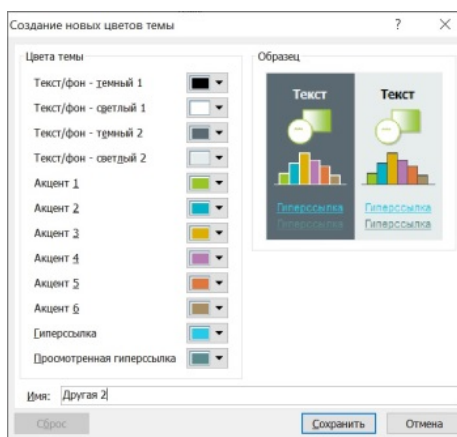 Создание новых цветов темы
?
Цвета темы
Текст/фон - темный 1
Текст/фон - светлый 1
Текст/фон - темный 2
Текст/фон - светлый 2
Акцент 1
Акцент 2
Акцент 3
Акцент 4
Акцент 5
Акцент 6
Гиперссылка
Просмотренная гиперссылка
Образец
Текст Текст
Гиперссылка Гиперссылка
Гиперссылка Гиперссылка
Имя: Другая 2
Сброс Сохранить Отмена